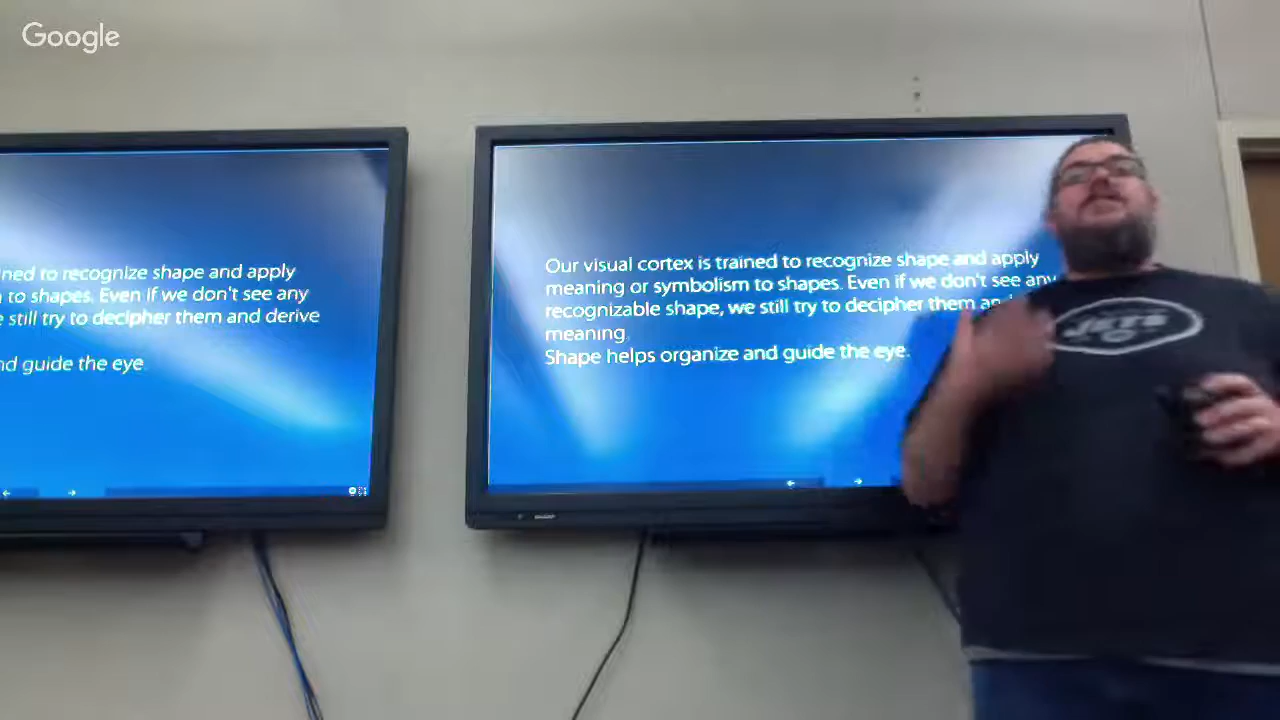 Google
ned to recognize shape and apply
to shapes. Even if we don't see any
still try to decipher them and derive
nd guide the eye.
Our visual cortex is trained to recognize shape and apply
meaning or symbolism to shapes. Even if we don't see any
recognizable shape, we still try to decipher them and
meaning.
Shape helps organize and guide the eye.
JETS